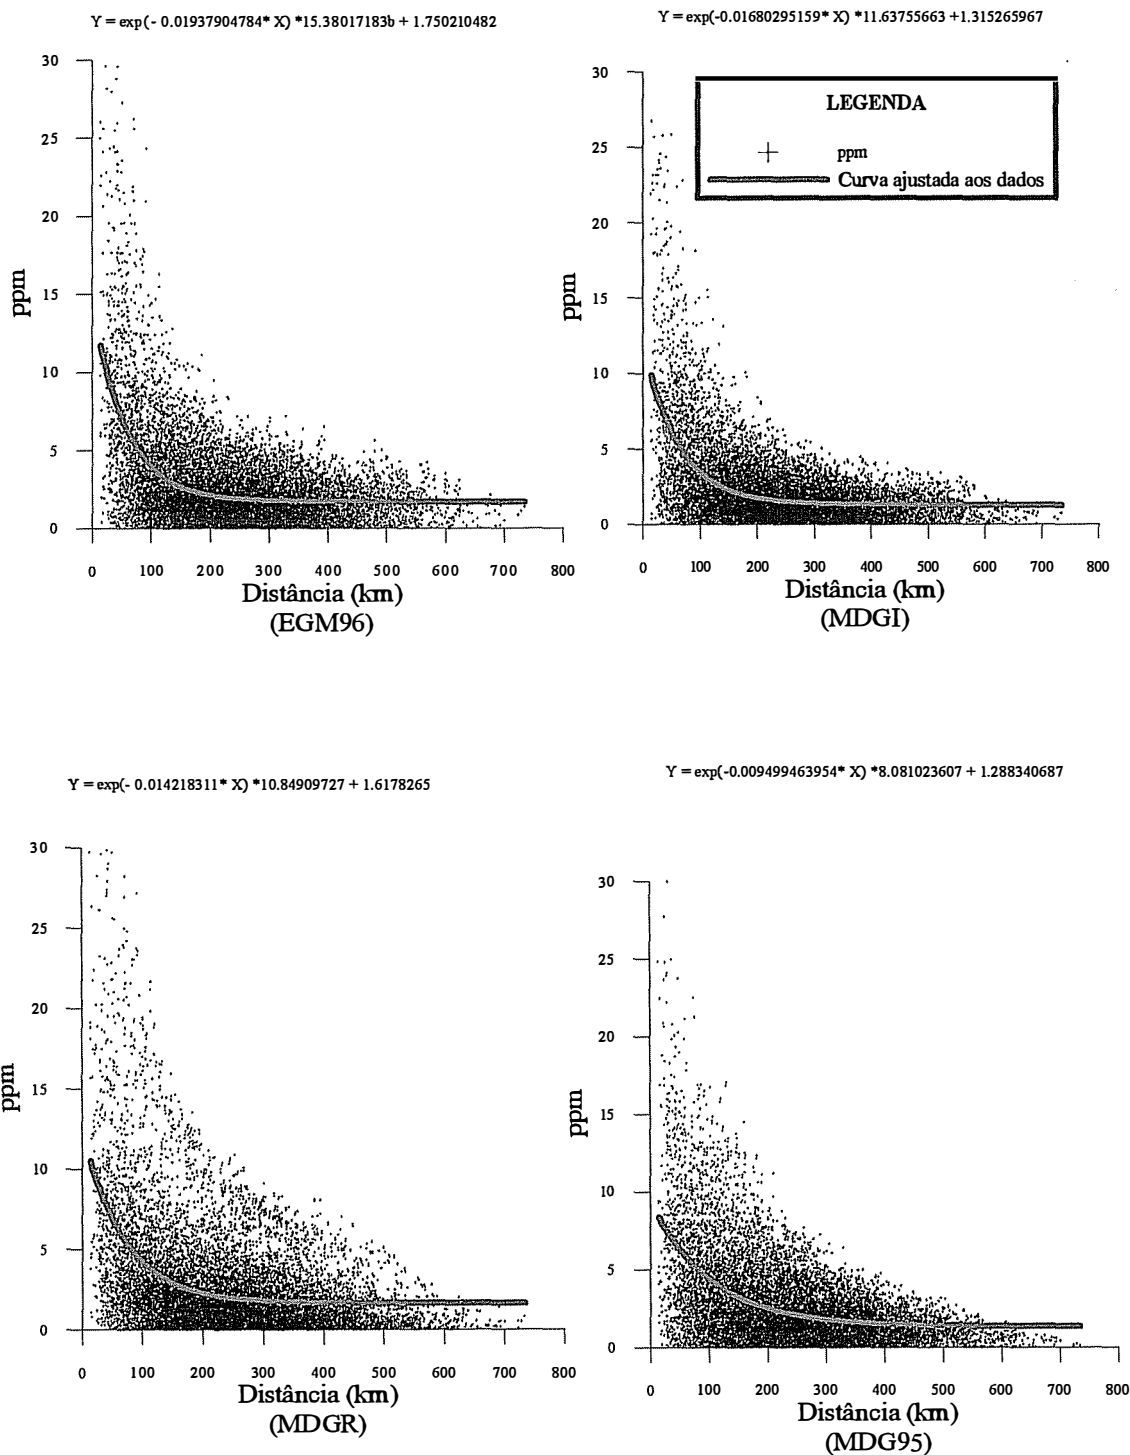 Y = exp(- 0.01937904784* X) *15.38017183b + 1.750210482
30
25
20
15
10
5
0
ppm
0 100 200 300 400 500 600 700 800
Distância (km)
(EGM96)
Y = exp(-0.01680295159* X) *11.63755663 +1.315265967
30
25
20
15
10
5
0
ppm
LEGENDA
ppm
Curva ajustada aos dados
0 100 200 300 400 500 600 700 800
Distância (km)
(MDGI)
Y = exp(- 0.014218311* X) *10.84909727 + 1.6178265
30
25
20
15
10
5
0
ppm
0 100 200 300 400 500 600 700 800
Distância (km)
(MDGR)
Y = exp(-0.009499463954* X) *8.081023607 + 1.288340687
30
25
20
15
10
5
0
ppm
0 100 200 300 400 500 600 700 800
Distância (km)
(MDG95)